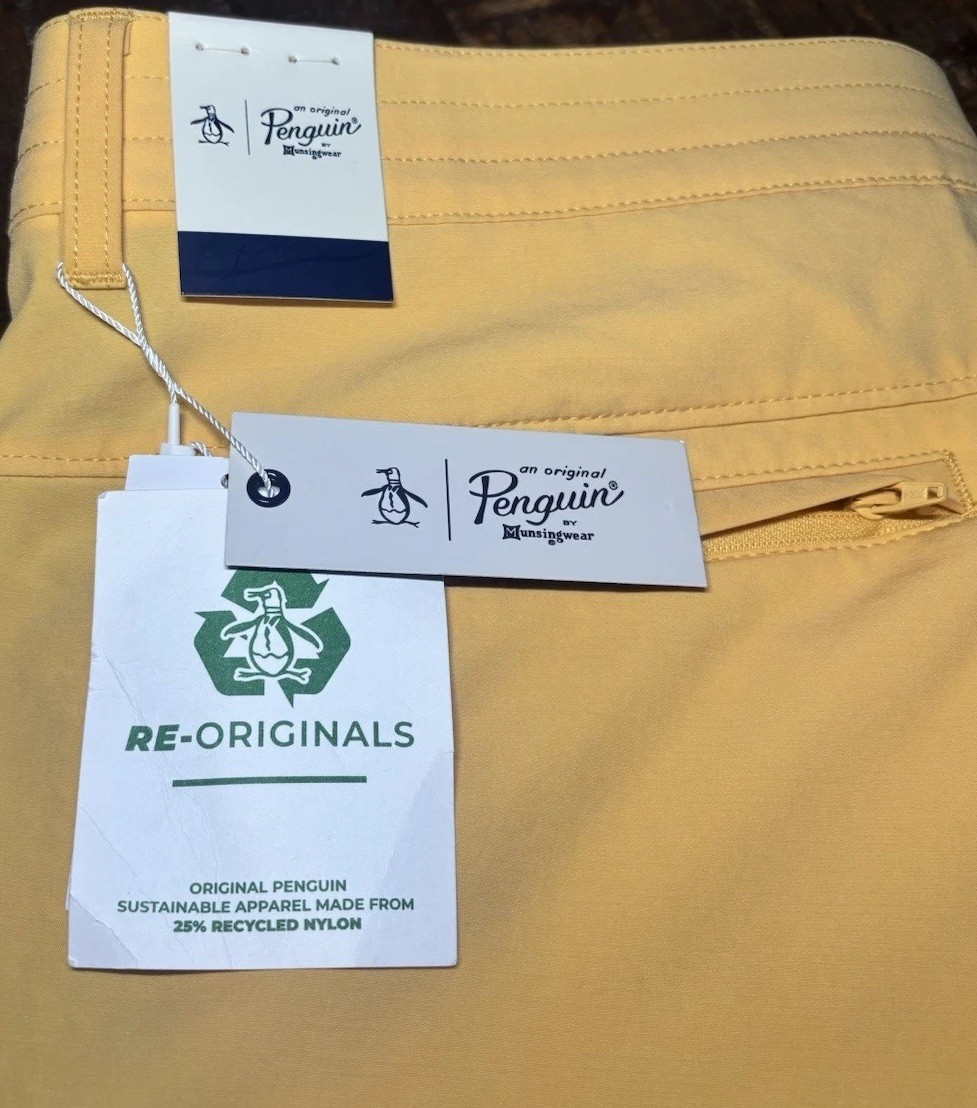 an original
Penguin®
BY
Munsingwear
an original
Penguin®
BY
Munsingwear
RE-ORIGINALS
ORIGINAL PENGUIN
SUSTAINABLE APPAREL MADE FROM
25% RECYCLED NYLON